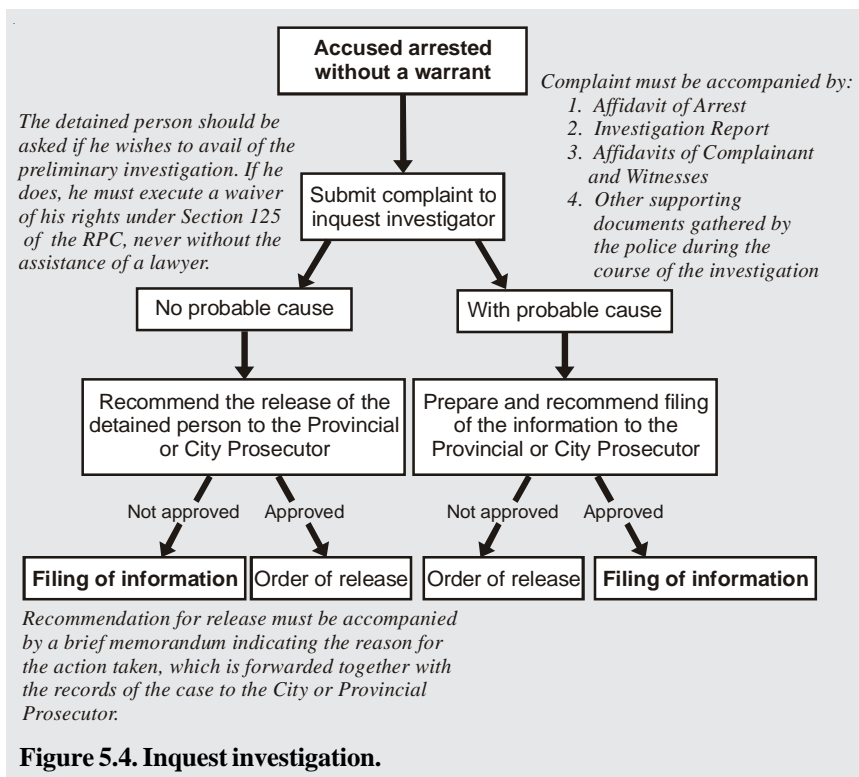 Accused arrested
without a warrant
Complaint must be accompanied by:
1. Affidavit of Arrest
2. Investigation Report
3. Affidavits of Complainant
and Witnesses
4. Other supporting
documents gathered by
the police during the
course of the investigation
The detained person should be
asked if he wishes to avail of the
preliminary investigation. If he
does, he must execute a waiver
of his rights under Section 125
of the RPC, never without the
assistance of a lawyer.
Submit complaint to
inquest investigator
No probable cause
With probable cause
Recommend the release of the
detained person to the Provincial
or City Prosecutor
Prepare and recommend filing
of the information to the
Provincial or City Prosecutor
Not approved
Approved
Not approved
Approved
Filing of information
Order of release
Order of release
Filing of information
Recommendation for release must be accompanied
by a brief memorandum indicating the reason for
the action taken, which is forwarded together with
the records of the case to the City or Provincial
Prosecutor.
Figure 5.4. Inquest investigation.